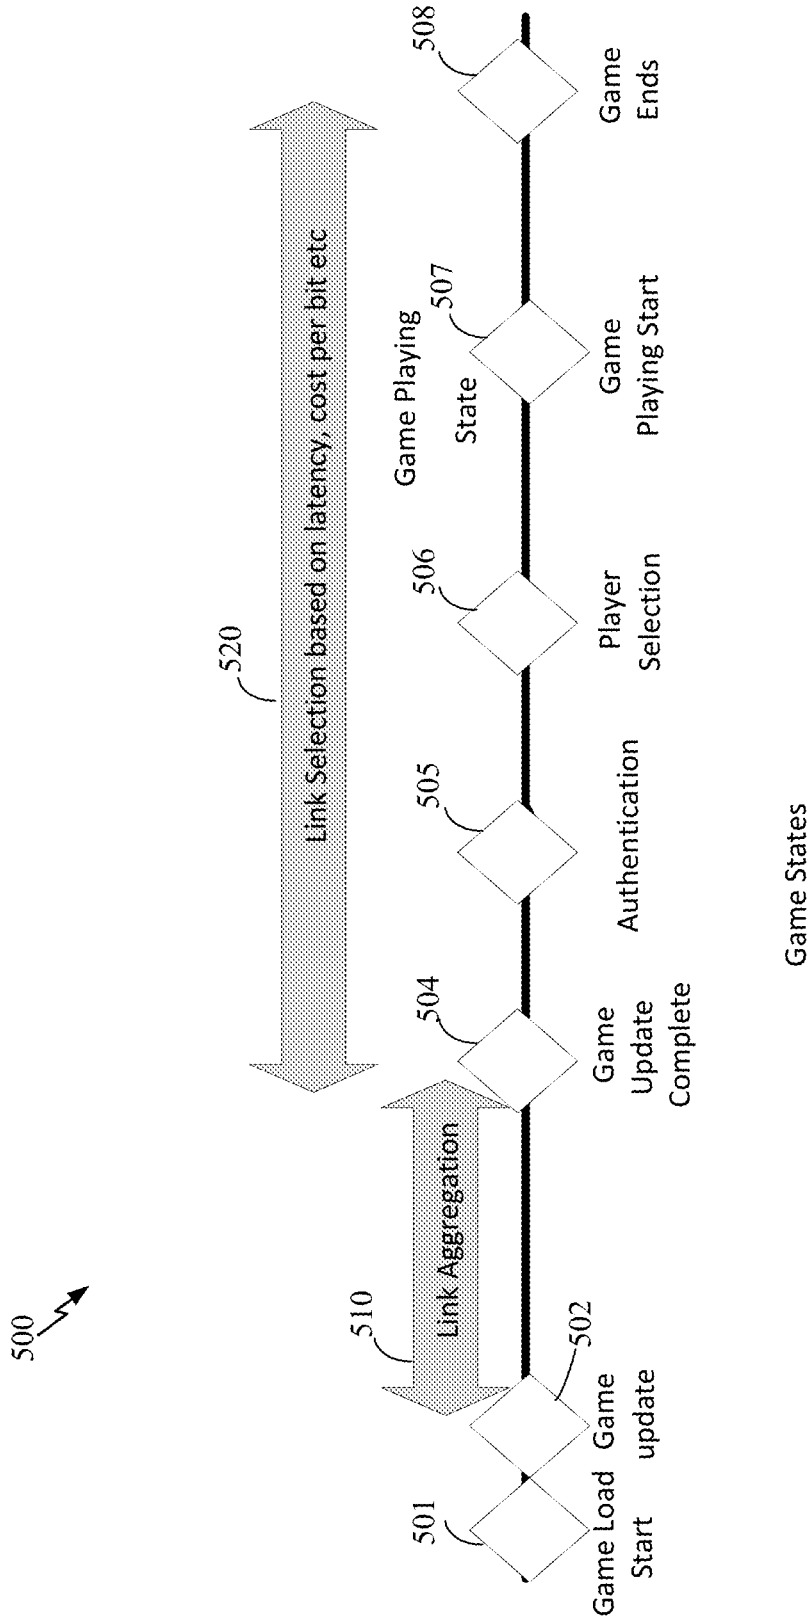 500
520
Link Selection based on latency, cost per bit etc
510
Link Aggregation
501
502
504
505
506
Game Playing
State
507
508
Game Load
Start
Game
update
Game
Update
Complete
Authentication
Player
Selection
Game
Playing Start
Game
Ends
Game States